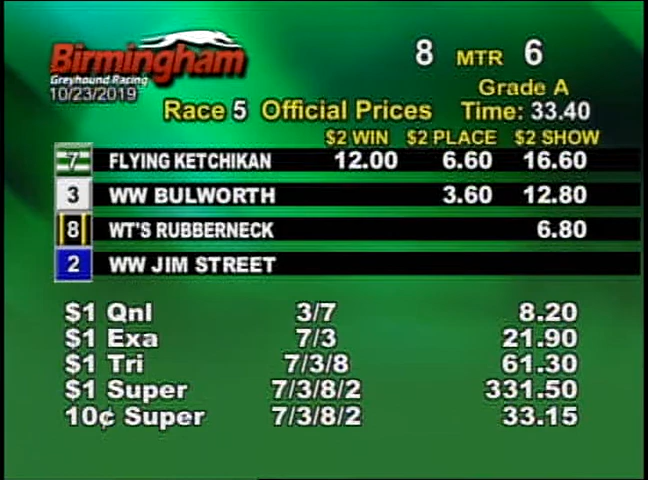 Birmingham
Greyhound Racing
10/23/2019
8 MTR 6
Grade A
Race 5 Official Prices Time: 33.40
$2 WIN $2 PLACE $2 SHOW
7 FLYING KETCHIKAN 12.00 6.60 16.60
3 WW BULWORTH 3.60 12.80
8 WT'S RUBBERNECK 6.80
2 WW JIM STREET
$1 Qnl 3/7 8.20
$1 Exa 7/3 21.90
$1 Tri 7/3/8 61.30
$1 Super 7/3/8/2 331.50
10¢ Super 7/3/8/2 33.15